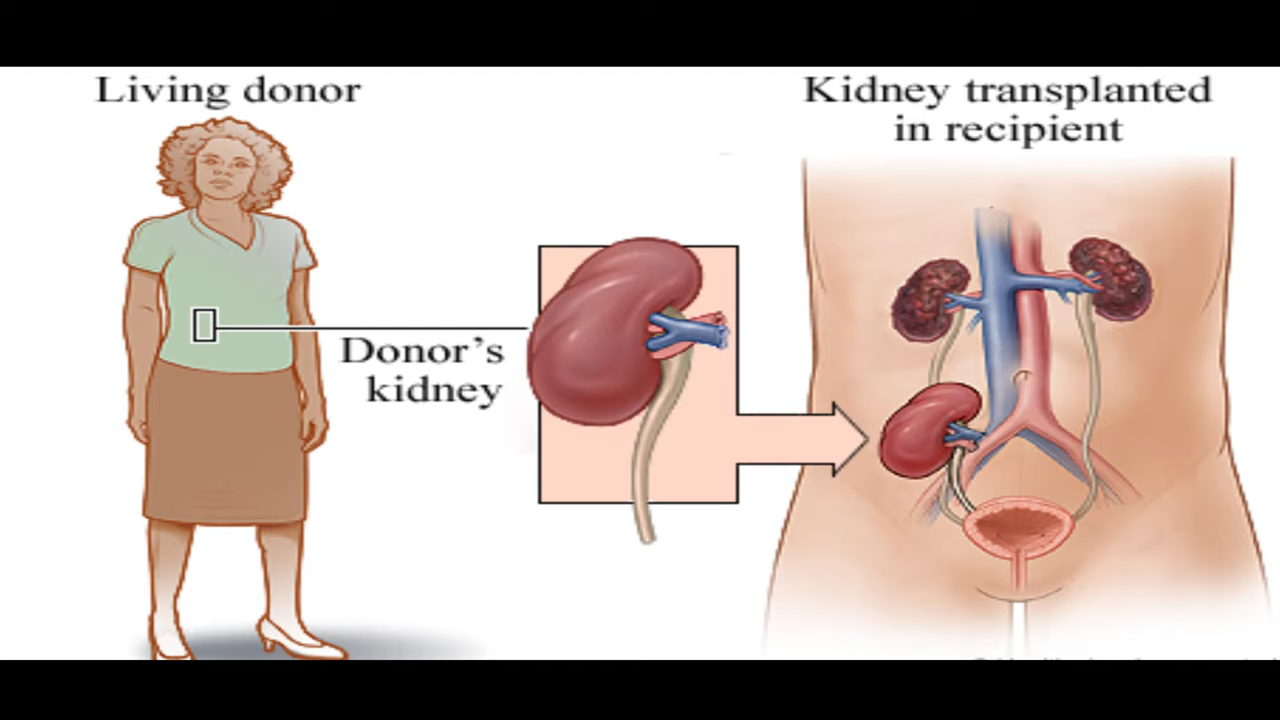 Living donor
Kidney transplanted
in recipient
Donor’s
kidney